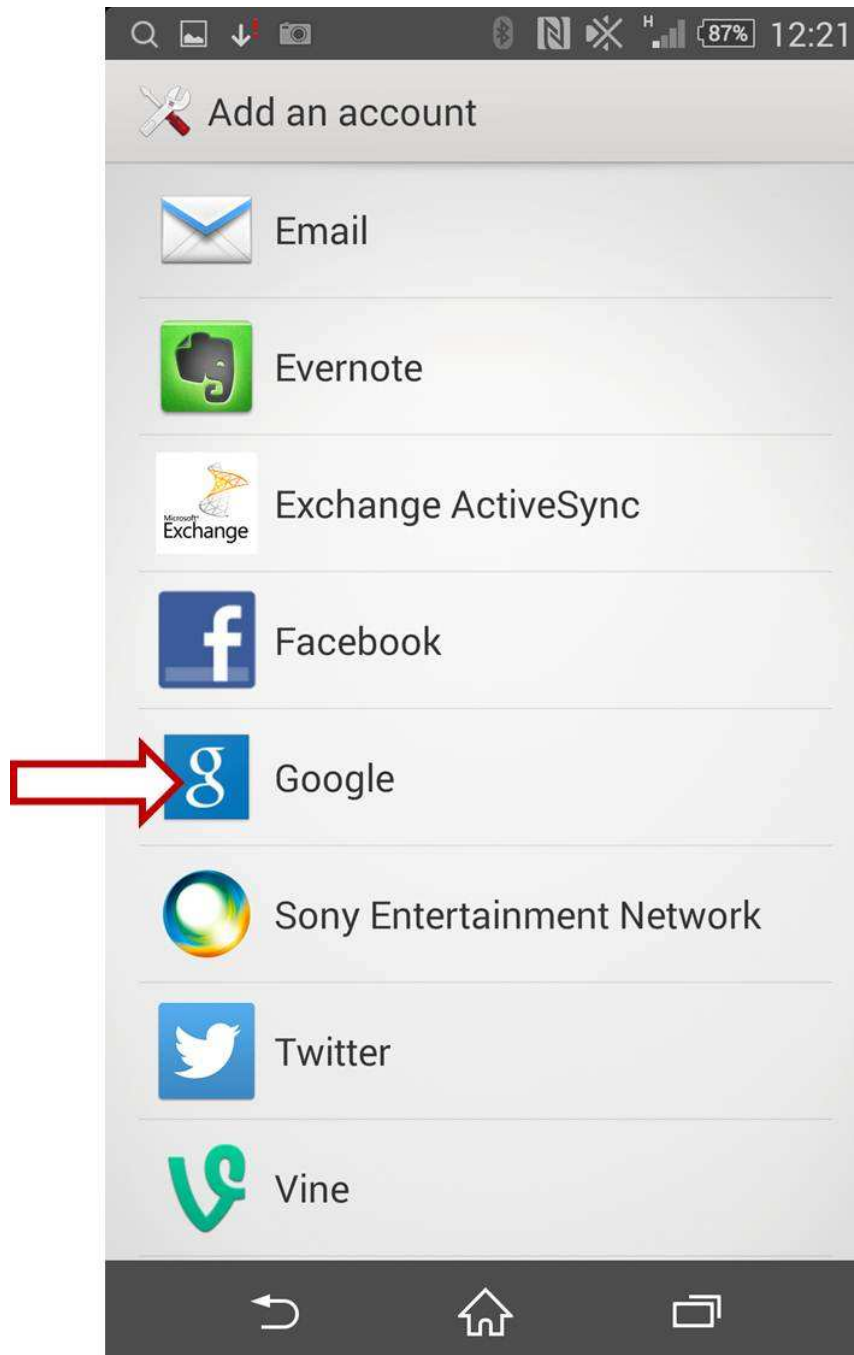 H 87% 12:21
Add an account
Email
Evernote
Microsoft®
Exchange
Exchange ActiveSync
f
Facebook
g
Google
Sony Entertainment Network
Twitter
Vine